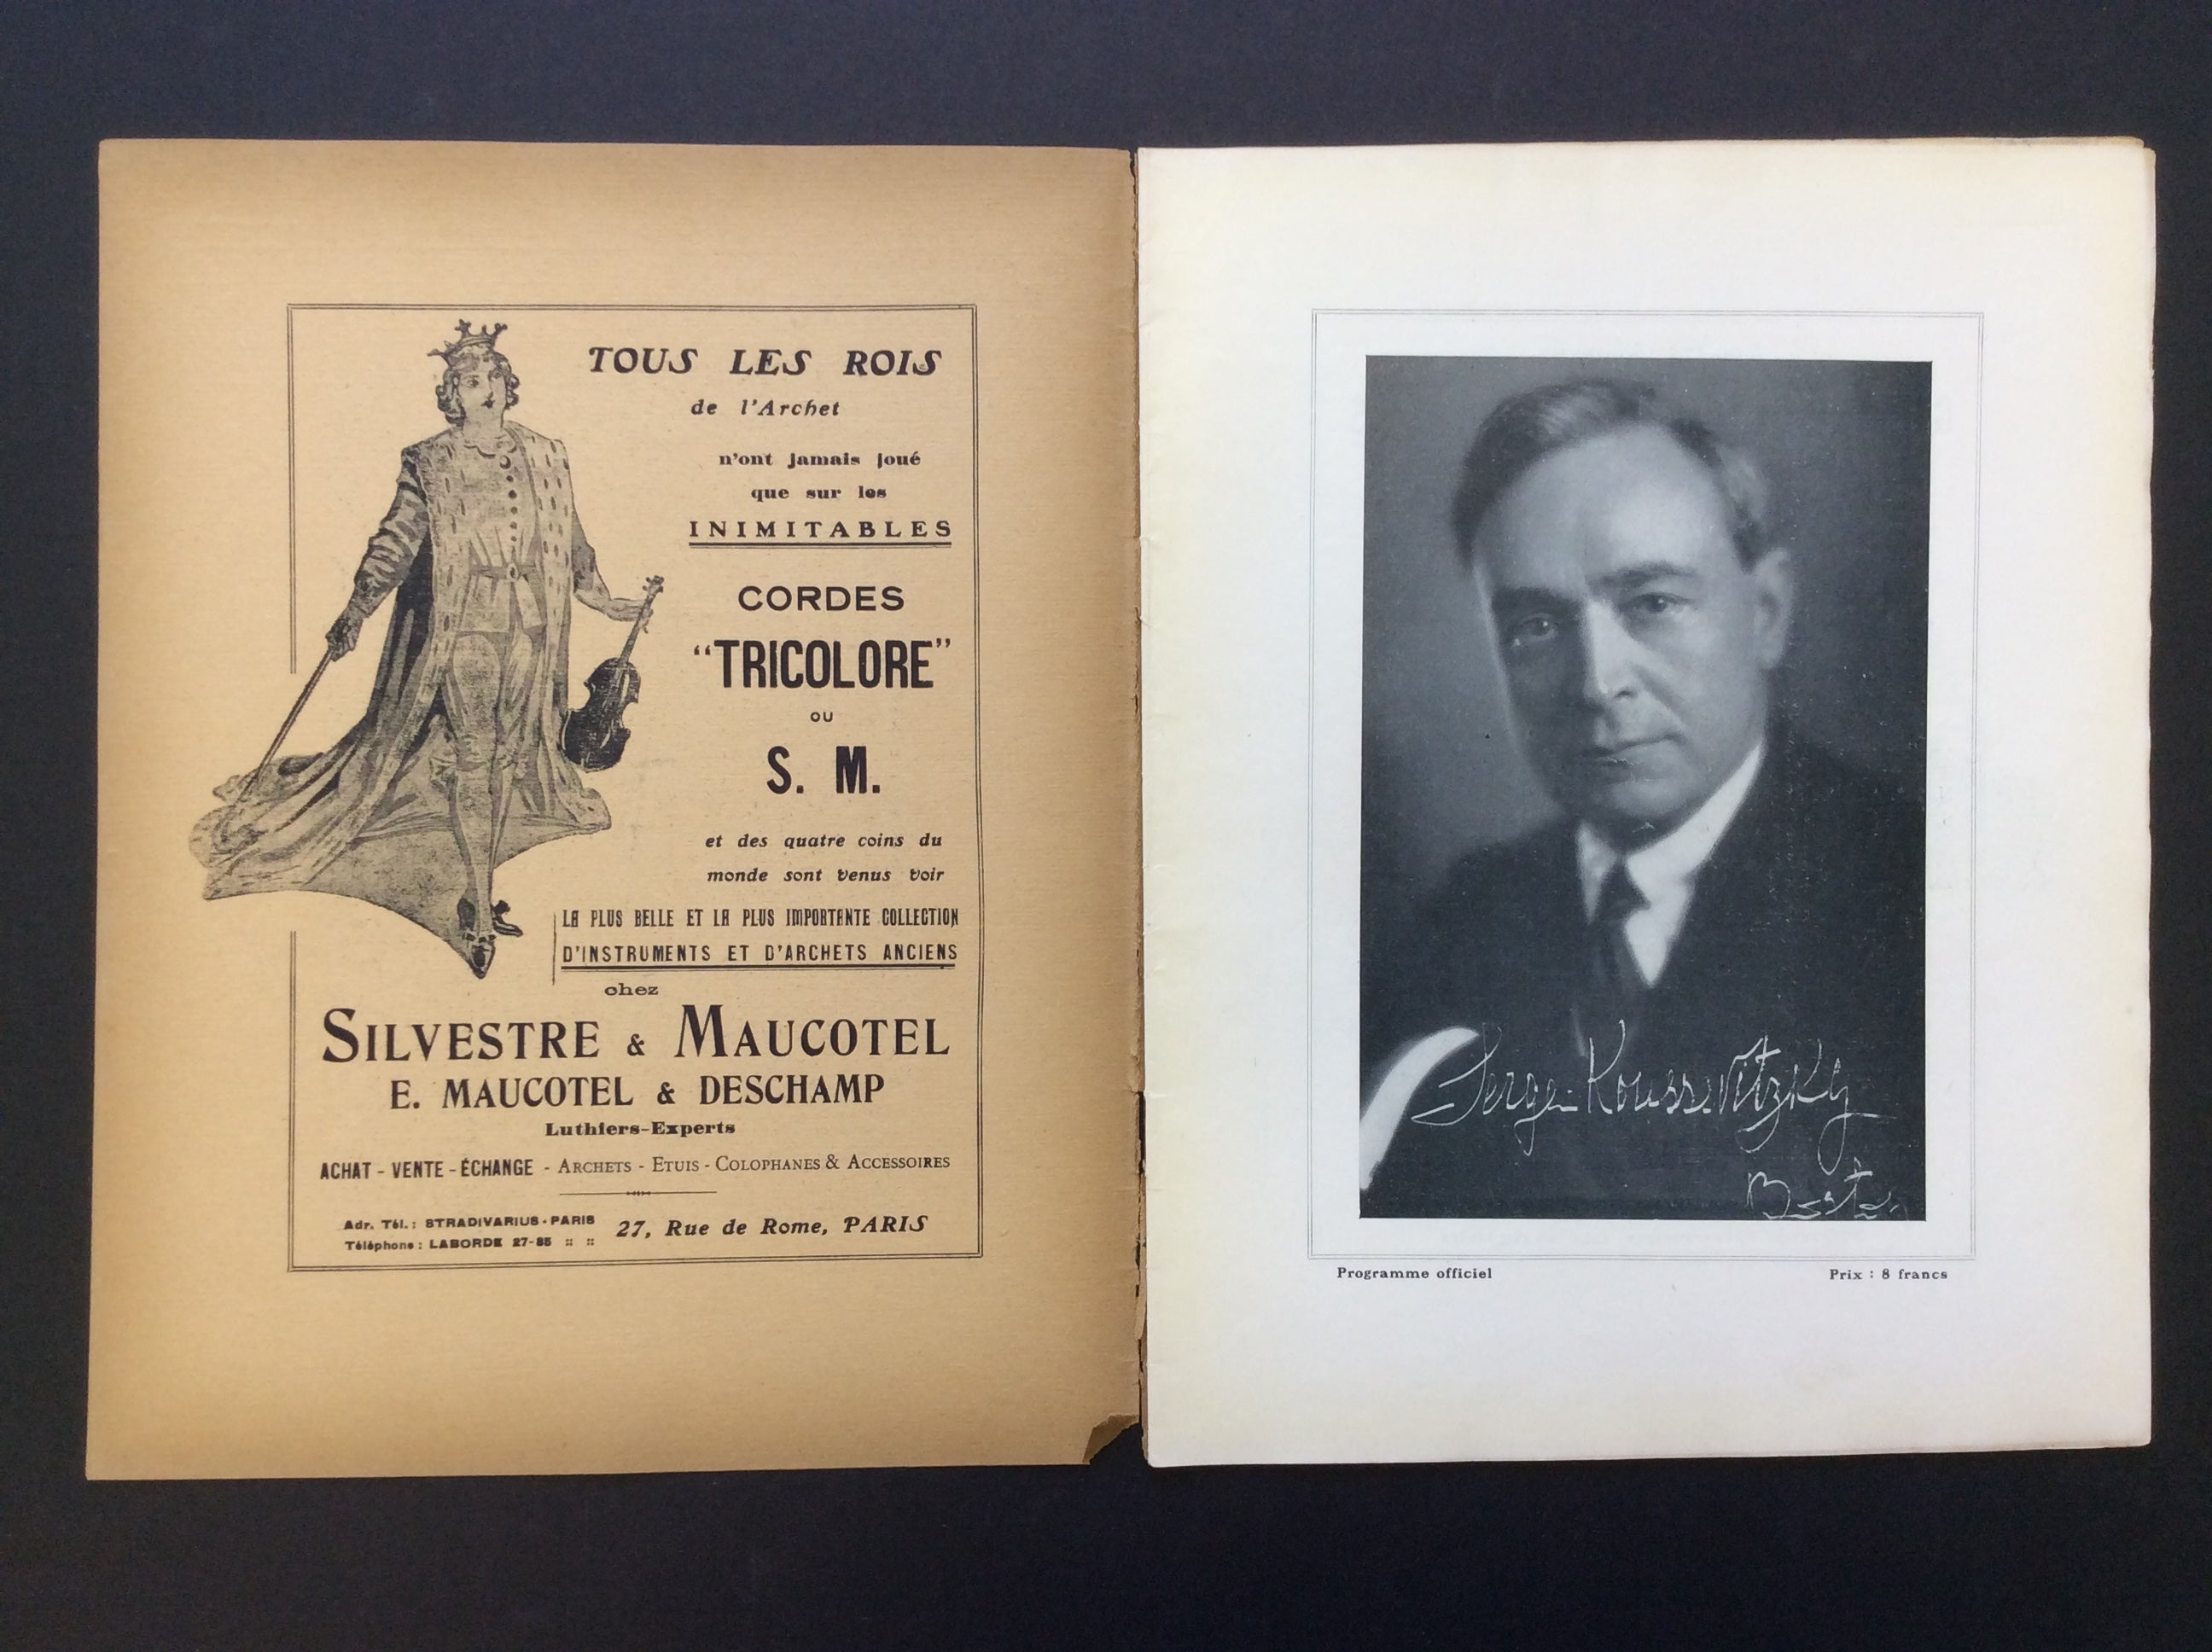 TOUS LES ROIS
de l'Archet
n'ont jamais joué
que sur les
INIMITABLES
CORDES
“TRICOLORE”
OU
S. M.
et des quatre coins du
monde sont venus voir
LA PLUS BELLE ET LA PLUS IMPORTANTE COLLECTION
D'INSTRUMENTS ET D'ARCHETS ANCIENS
chez
SILVESTRE & MAUCOTEL
E. MAUCOTEL & DESCHAMP
Luthiers-Experts
ACHAT - VENTE - ÉCHANGE - ARCHETS - ETUIS - COLOPHANES & ACCESSOIRES
Adr. Tél. : STRADIVARIUS - PARIS
Téléphone : LABORDE 27-85 :: ::
27, Rue de Rome, PARIS
Serge Koussevitzky
Programme officiel Prix : 8 francs